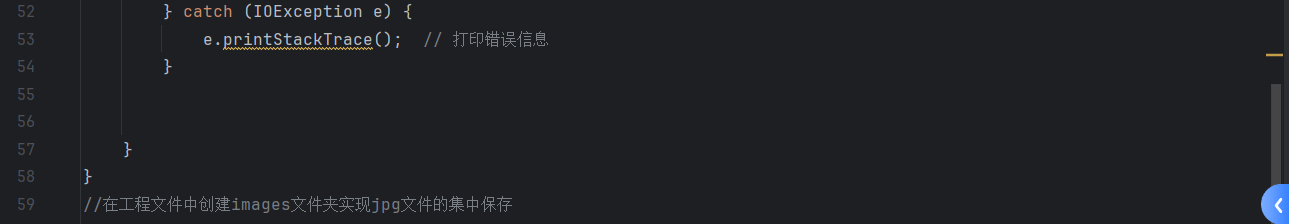 52 } catch (IOException e) {
53 e.printStackTrace(); // 打印错误信息
54 }
55
56
57 }
58 }
59 //在工程文件中创建images文件夹实现jpg文件的集中保存